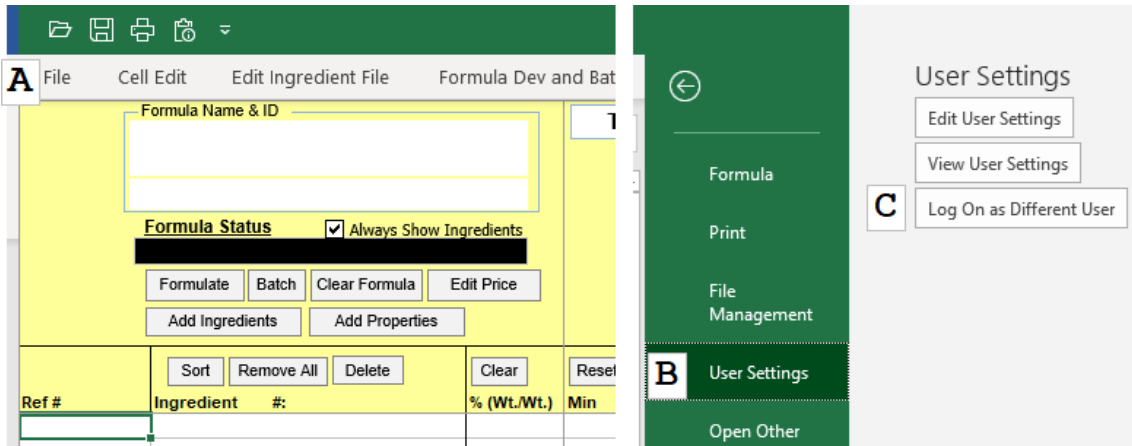 A File Cell Edit Edit Ingredient File Formula Dev and Bat
Formula Name & ID
Formula Status Always Show Ingredients
Formulate Batch Clear Formula Edit Price
Add Ingredients Add Properties
Sort Remove All Delete Clear Reset
Ref # Ingredient #: % (Wt./Wt.) Min
User Settings
Edit User Settings
View User Settings
C Log On as Different User
Formula
Print
File
Management
B User Settings
Open Other